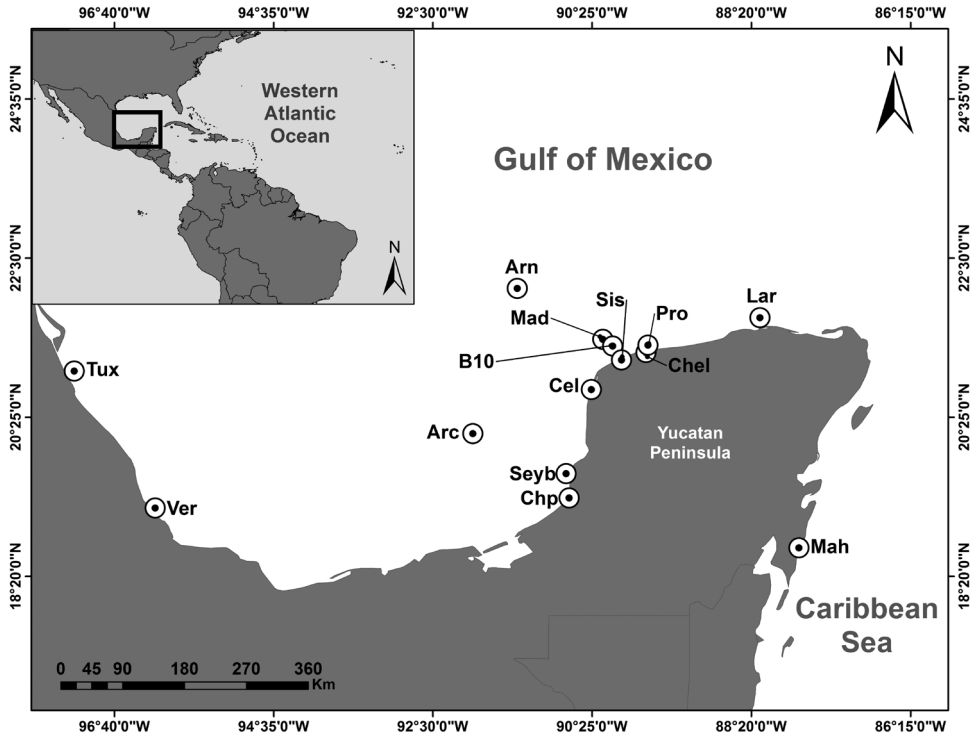 96°40'0"W 94°35'0"W 92°30'0"W 90°25'0"W 88°20'0"W 86°15'0"W
24°35'0"N
24°35'0"N
22°30'0"N
22°30'0"N
20°25'0"N
20°25'0"N
18°20'0"N
18°20'0"N
Western
Atlantic
Ocean
N
N
Gulf of Mexico
Arn
Sis
Lar
Mad
Pro
B10
Chel
Tux
Cel
Arc
Yucatan
Peninsula
Seyb
Chp
Ver
Mah
Caribbean
Sea
0 45 90 180 270 360
Km
96°40'0"W 94°35'0"W 92°30'0"W 90°25'0"W 88°20'0"W 86°15'0"W